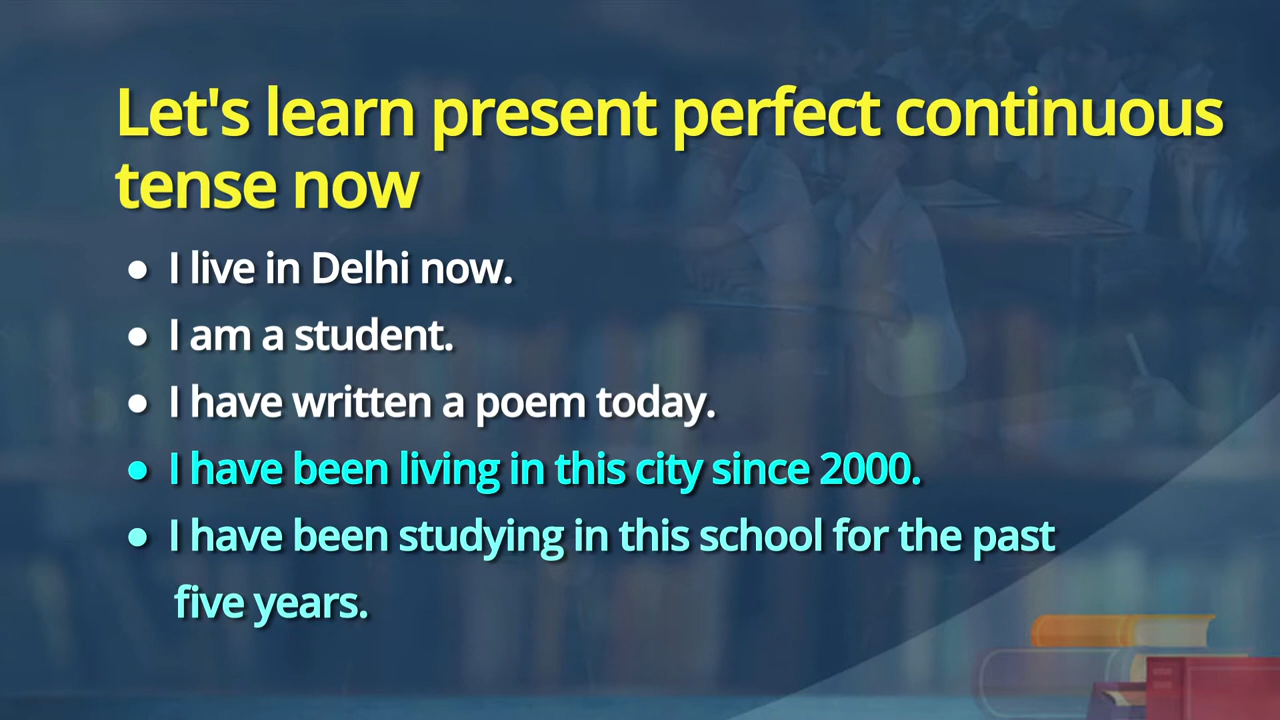 Let's learn present perfect continuous
tense now
● I live in Delhi now.
● I am a student.
● I have written a poem today.
● I have been living in this city since 2000.
● I have been studying in this school for the past
five years.